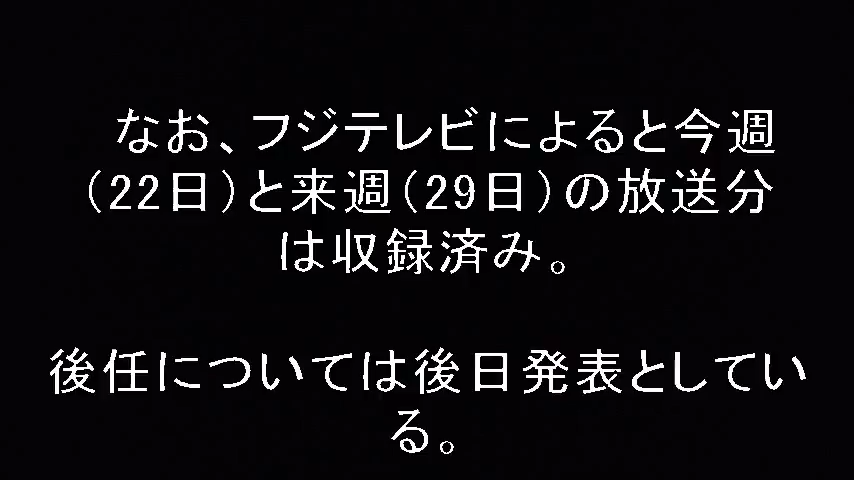 なお、フジテレビによると今週
（22日）と来週（29日）の放送分
は収録済み。
後任については後日発表としてい
る。